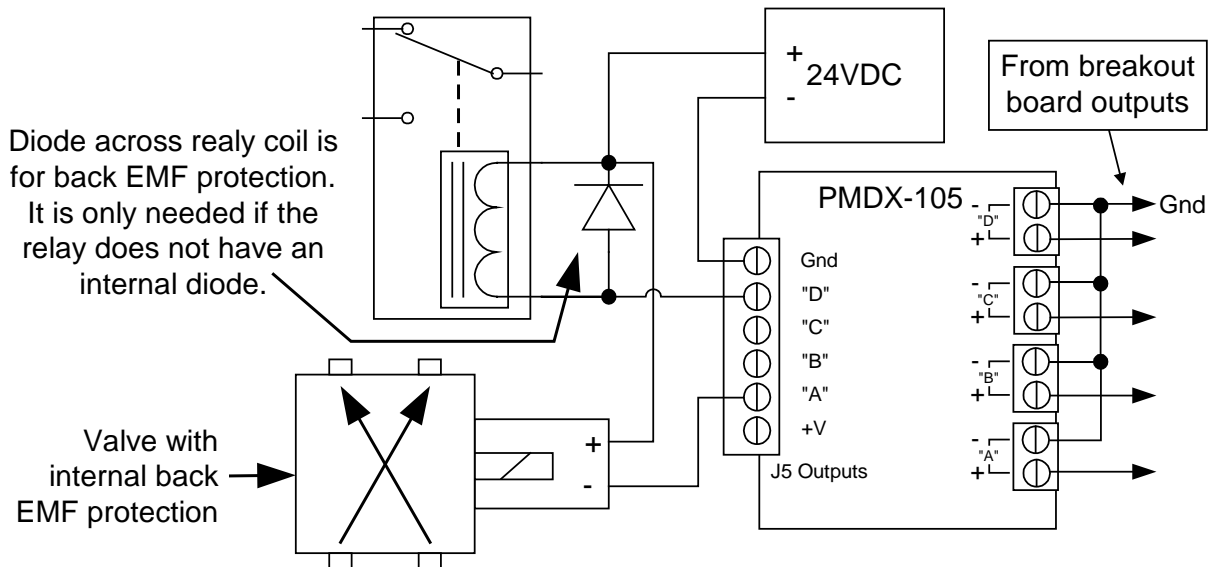 Diode across realy coil is
for back EMF protection.
It is only needed if the
relay does not have an
internal diode.
+
24VDC
-
From breakout
board outputs
PMDX-105
Gnd
"D"
"C"
"B"
"A"
+V
J5 Outputs
-
"D"
+
Gnd
-
"C"
+
-
"B"
+
-
"A"
+
Valve with
internal back
EMF protection
+
-